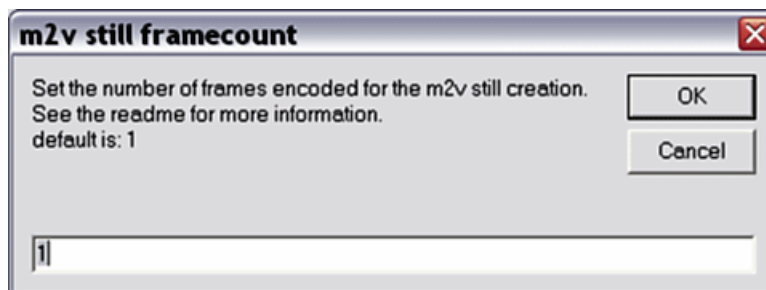 m2v still framecount
Set the number of frames encoded for the m2v still creation.
See the readme for more information.
default is: 1
OK
Cancel
1